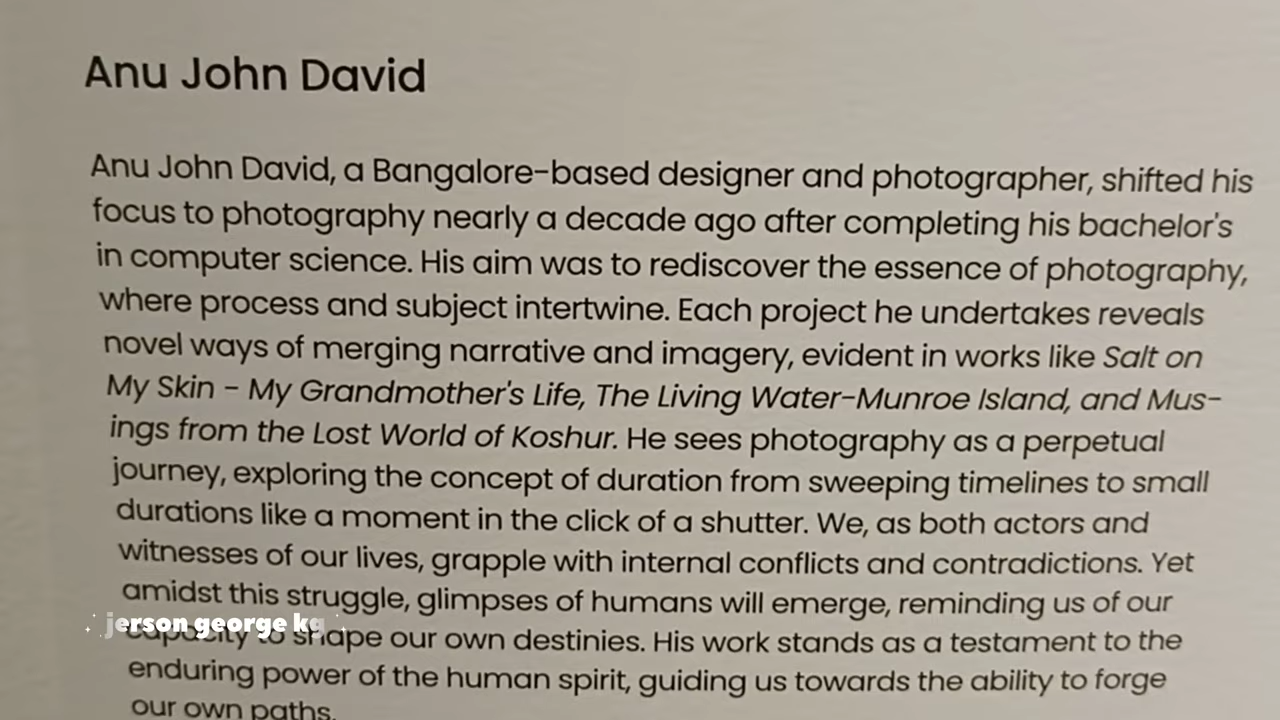 Anu John David
Anu John David, a Bangalore-based designer and photographer, shifted his
focus to photography nearly a decade ago after completing his bachelor's
in computer science. His aim was to rediscover the essence of photography,
where process and subject intertwine. Each project he undertakes reveals
novel ways of merging narrative and imagery, evident in works like Salt on
My Skin - My Grandmother's Life, The Living Water-Munroe Island, and Mus-
ings from the Lost World of Koshur. He sees photography as a perpetual
journey, exploring the concept of duration from sweeping timelines to small
durations like a moment in the click of a shutter. We, as both actors and
witnesses of our lives, grapple with internal conflicts and contradictions. Yet
amidst this struggle, glimpses of humans will emerge, reminding us of our
jerson george kg
capacity to shape our own destinies. His work stands as a testament to the
enduring power of the human spirit, guiding us towards the ability to forge
our own paths.